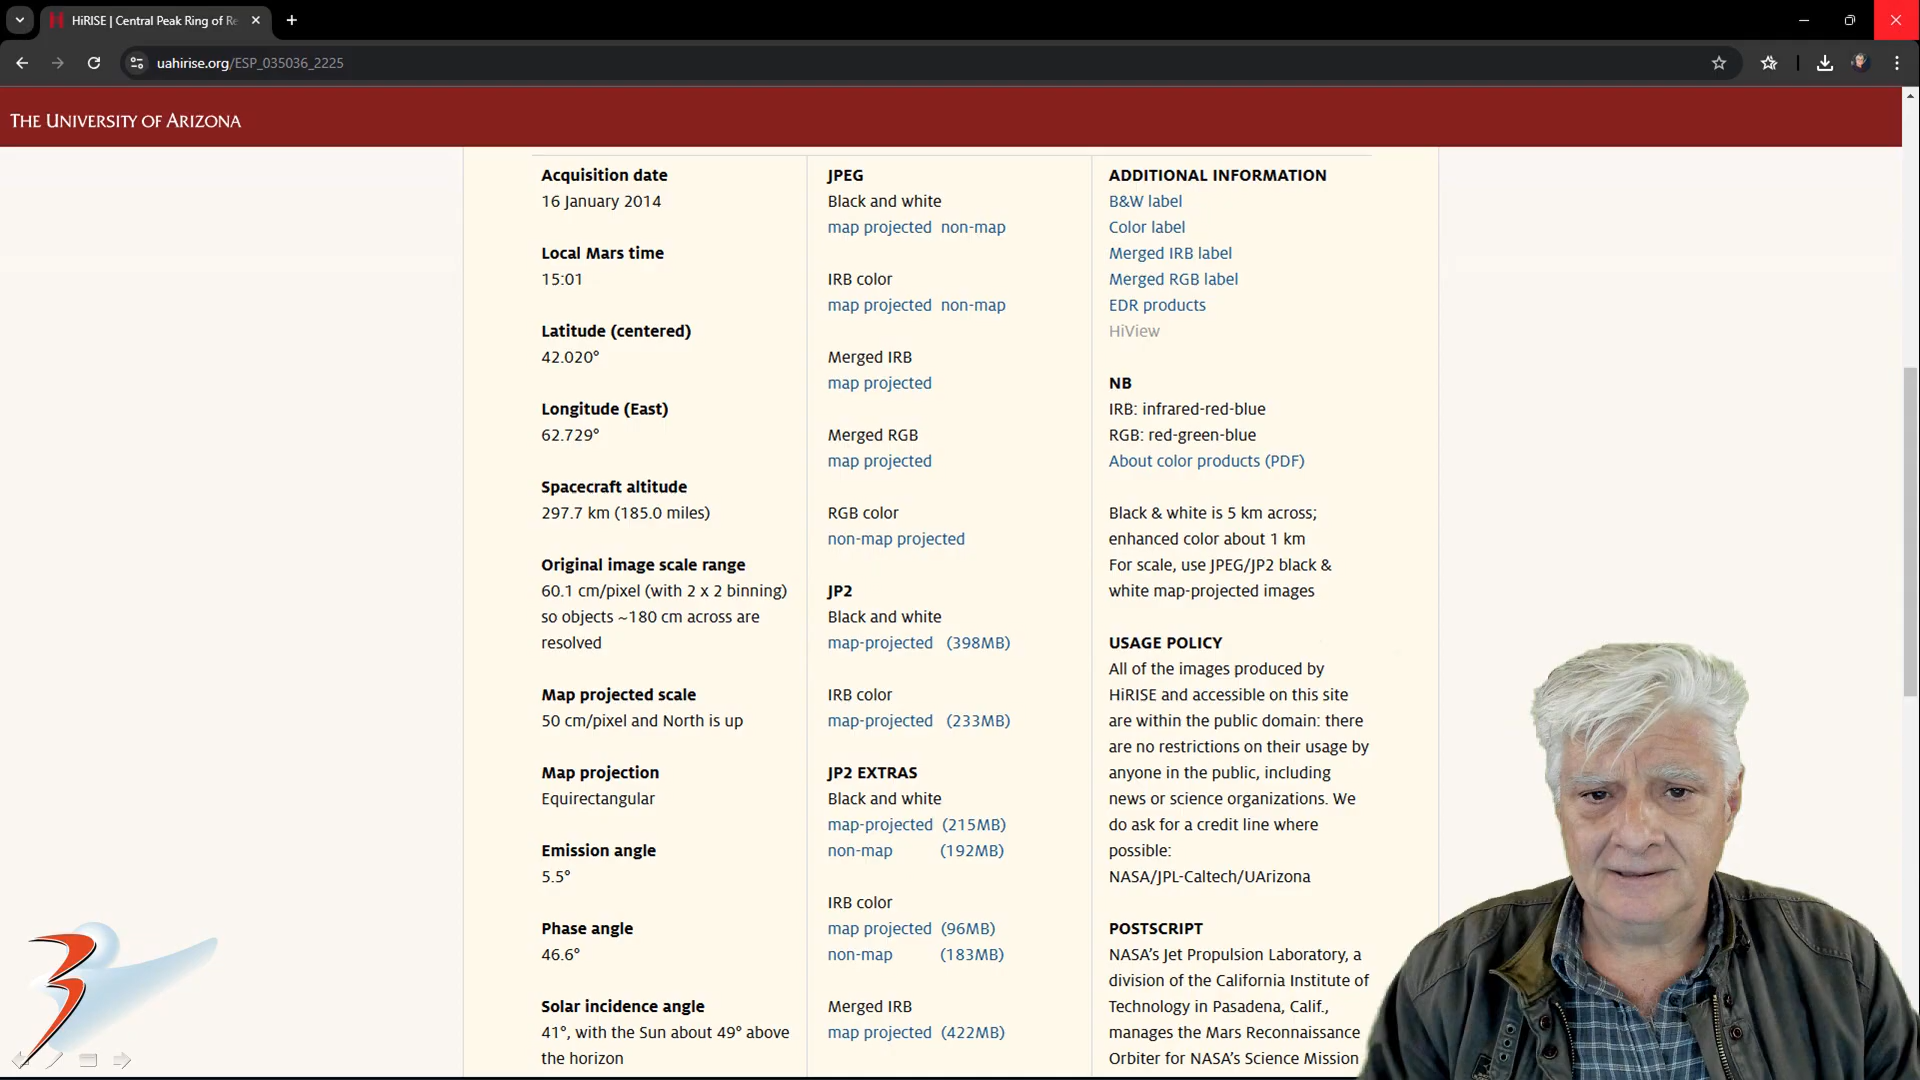 HiRISE | Central Peak Ring of Re
uahirise.org/ESP_035036_2225
THE UNIVERSITY OF ARIZONA
Acquisition date
16 January 2014
Local Mars time
15:01
Latitude (centered)
42.020°
Longitude (East)
62.729°
Spacecraft altitude
297.7 km (185.0 miles)
Original image scale range
60.1 cm/pixel (with 2 x 2 binning)
so objects ~180 cm across are
resolved
Map projected scale
50 cm/pixel and North is up
Map projection
Equirectangular
Emission angle
5.5°
Phase angle
46.6°
Solar incidence angle
41°, with the Sun about 49° above
the horizon
JPEG
Black and white
map projected non-map
IRB color
map projected non-map
Merged IRB
map projected
Merged RGB
map projected
RGB color
non-map projected
JP2
Black and white
map-projected (398MB)
IRB color
map-projected (233MB)
JP2 EXTRAS
Black and white
map-projected (215MB)
non-map (192MB)
IRB color
map projected (96MB)
non-map (183MB)
Merged IRB
map projected (422MB)
ADDITIONAL INFORMATION
B&W label
Color label
Merged IRB label
Merged RGB label
EDR products
HiView
NB
IRB: infrared-red-blue
RGB: red-green-blue
About color products (PDF)
Black & white is 5 km across;
enhanced color about 1 km
For scale, use JPEG/JP2 black &
white map-projected images
USAGE POLICY
All of the images produced by
HiRISE and accessible on this site
are within the public domain: there
are no restrictions on their usage by
anyone in the public, including
news or science organizations. We
do ask for a credit line where
possible:
NASA/JPL-Caltech/UArizona
POSTSCRIPT
NASA's Jet Propulsion Laboratory, a
division of the California Institute of
Technology in Pasadena, Calif.,
manages the Mars Reconnaissance
Orbiter for NASA's Science Mission